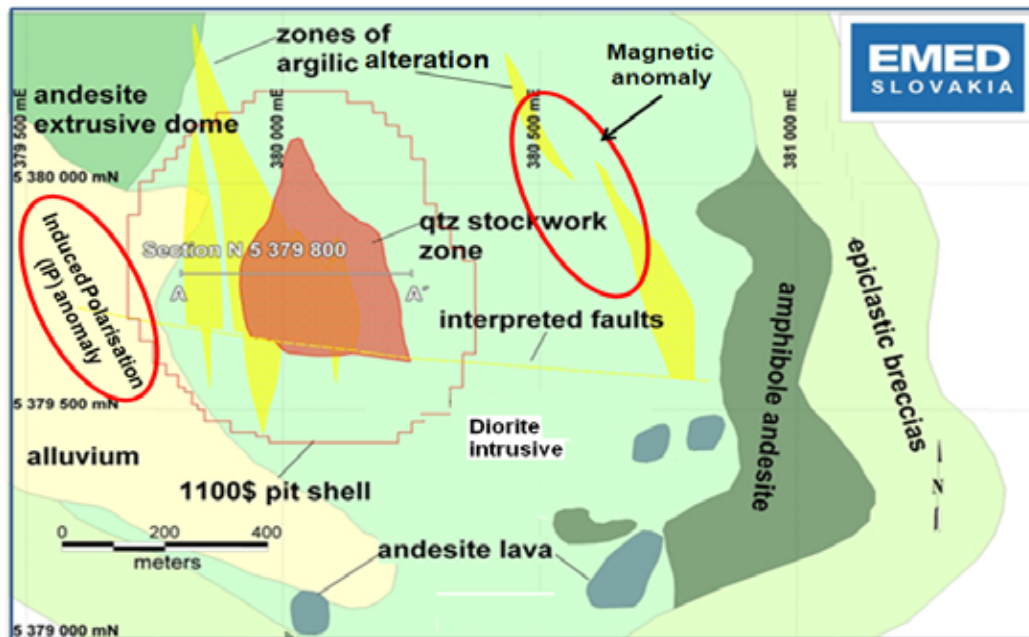 zones of
argilic alteration
Magnetic
anomaly
EMED
SLOVAKIA
andesite
extrusive dome
379 500 mE
380 000 mE
380 500 mE
381 000 mE
5 380 000 mN
Induced Polarisation
(IP) anomaly
Section N 5 379 800
A
A'
qtz stockwork
zone
interpreted faults
amphibole andesite
epiclastic breccias
5 379 500 mN
Diorite
intrusive
alluvium
1100$ pit shell
N
0 200 400
meters
andesite lava
5 379 000 mN